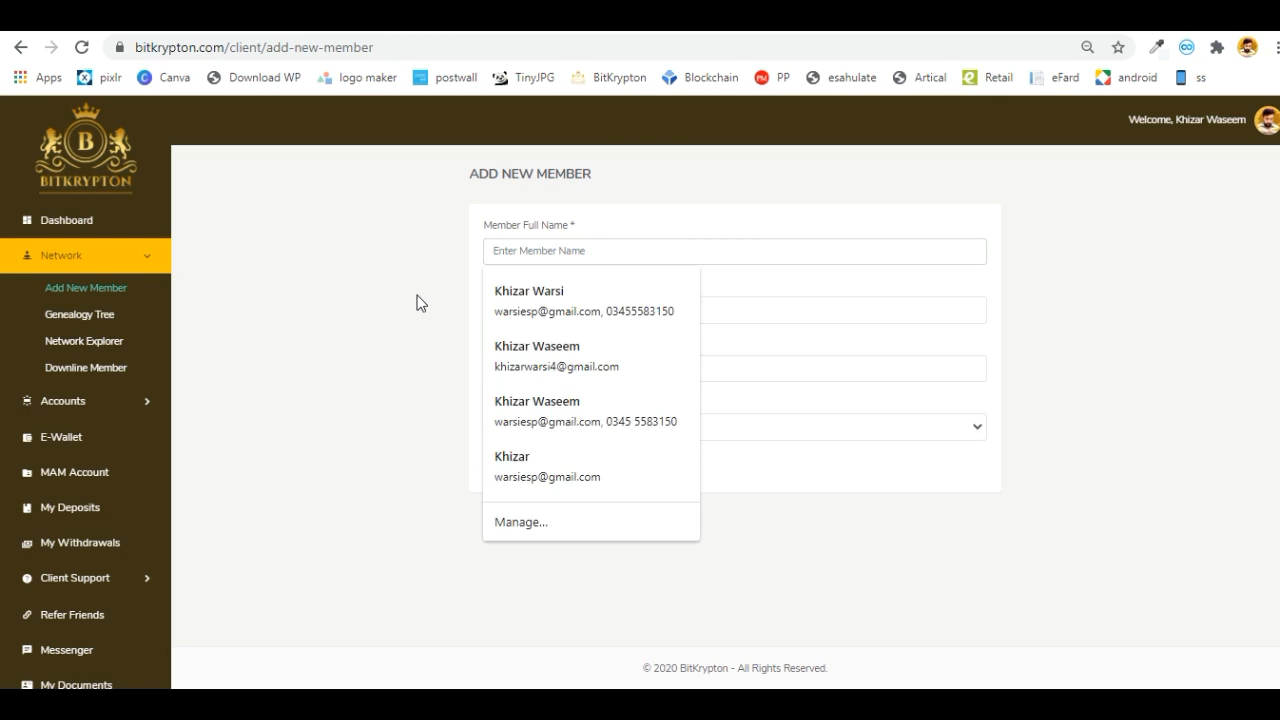 bitkrypton.com/client/add-new-member
Apps pixlr Canva Download WP logo maker postwall TinyJPG BitKrypton Blockchain PM PP esahulate Artical Retail eFard android ss
B
BITKRYPTON
Welcome, Khizar Waseem
Dashboard
Network
Add New Member
Genealogy Tree
Network Explorer
Downline Member
Accounts
E-Wallet
MAM Account
My Deposits
My Withdrawals
Client Support
Refer Friends
Messenger
My Documents
ADD NEW MEMBER
Member Full Name *
Enter Member Name
Khizar Warsi
warsiesp@gmail.com, 03455583150
Khizar Waseem
khizarwarsi4@gmail.com
Khizar Waseem
warsiesp@gmail.com, 0345 5583150
Khizar
warsiesp@gmail.com
Manage...
© 2020 BitKrypton - All Rights Reserved.